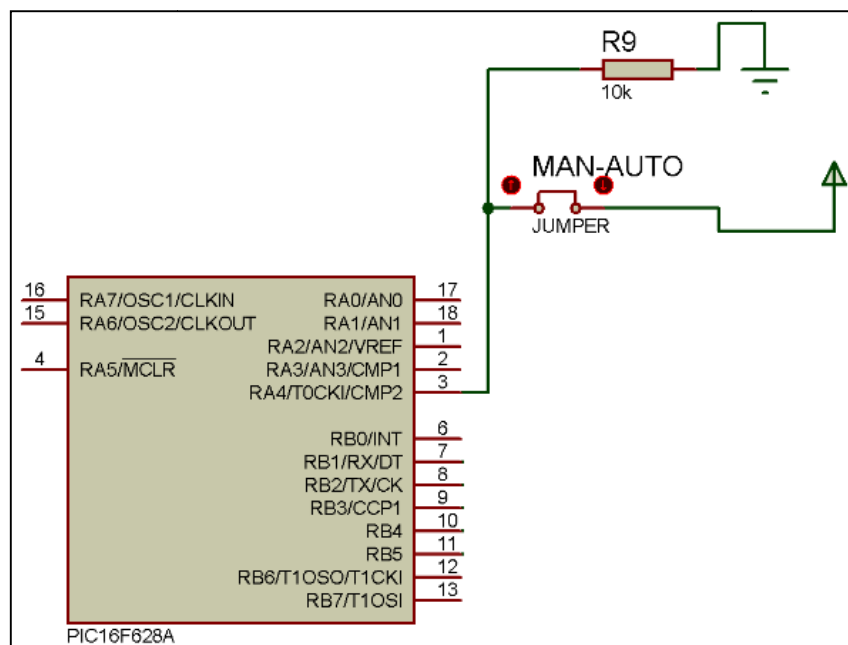 R9
10k
MAN-AUTO
JUMPER
16 RA7/OSC1/CLKIN RA0/AN0 17
15 RA6/OSC2/CLKOUT RA1/AN1 18
RA2/AN2/VREF 1
4 RA5/MCLR RA3/AN3/CMP1 2
RA4/T0CKI/CMP2 3
RB0/INT 6
RB1/RX/DT 7
RB2/TX/CK 8
RB3/CCP1 9
RB4 10
RB5 11
RB6/T1OSO/T1CKI 12
RB7/T1OSI 13
PIC16F628A